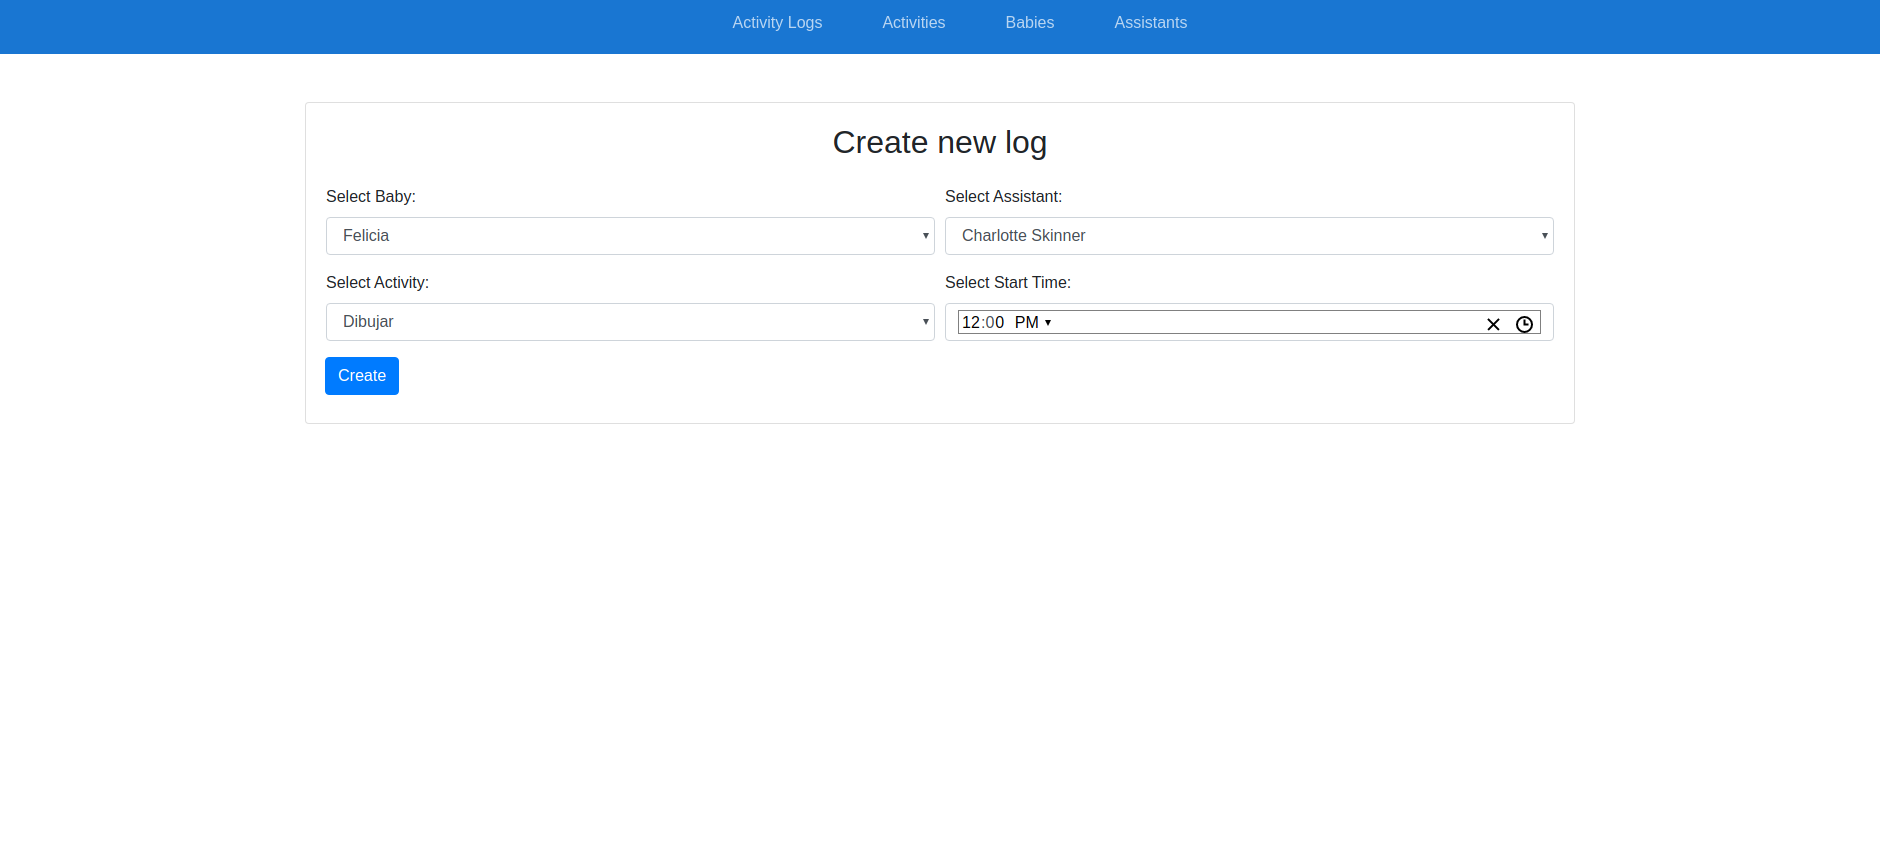 Activity Logs Activities Babies Assistants
Create new log
Select Baby: Select Assistant:
Felicia Charlotte Skinner
Select Activity: Select Start Time:
Dibujar 12:00 PM
Create